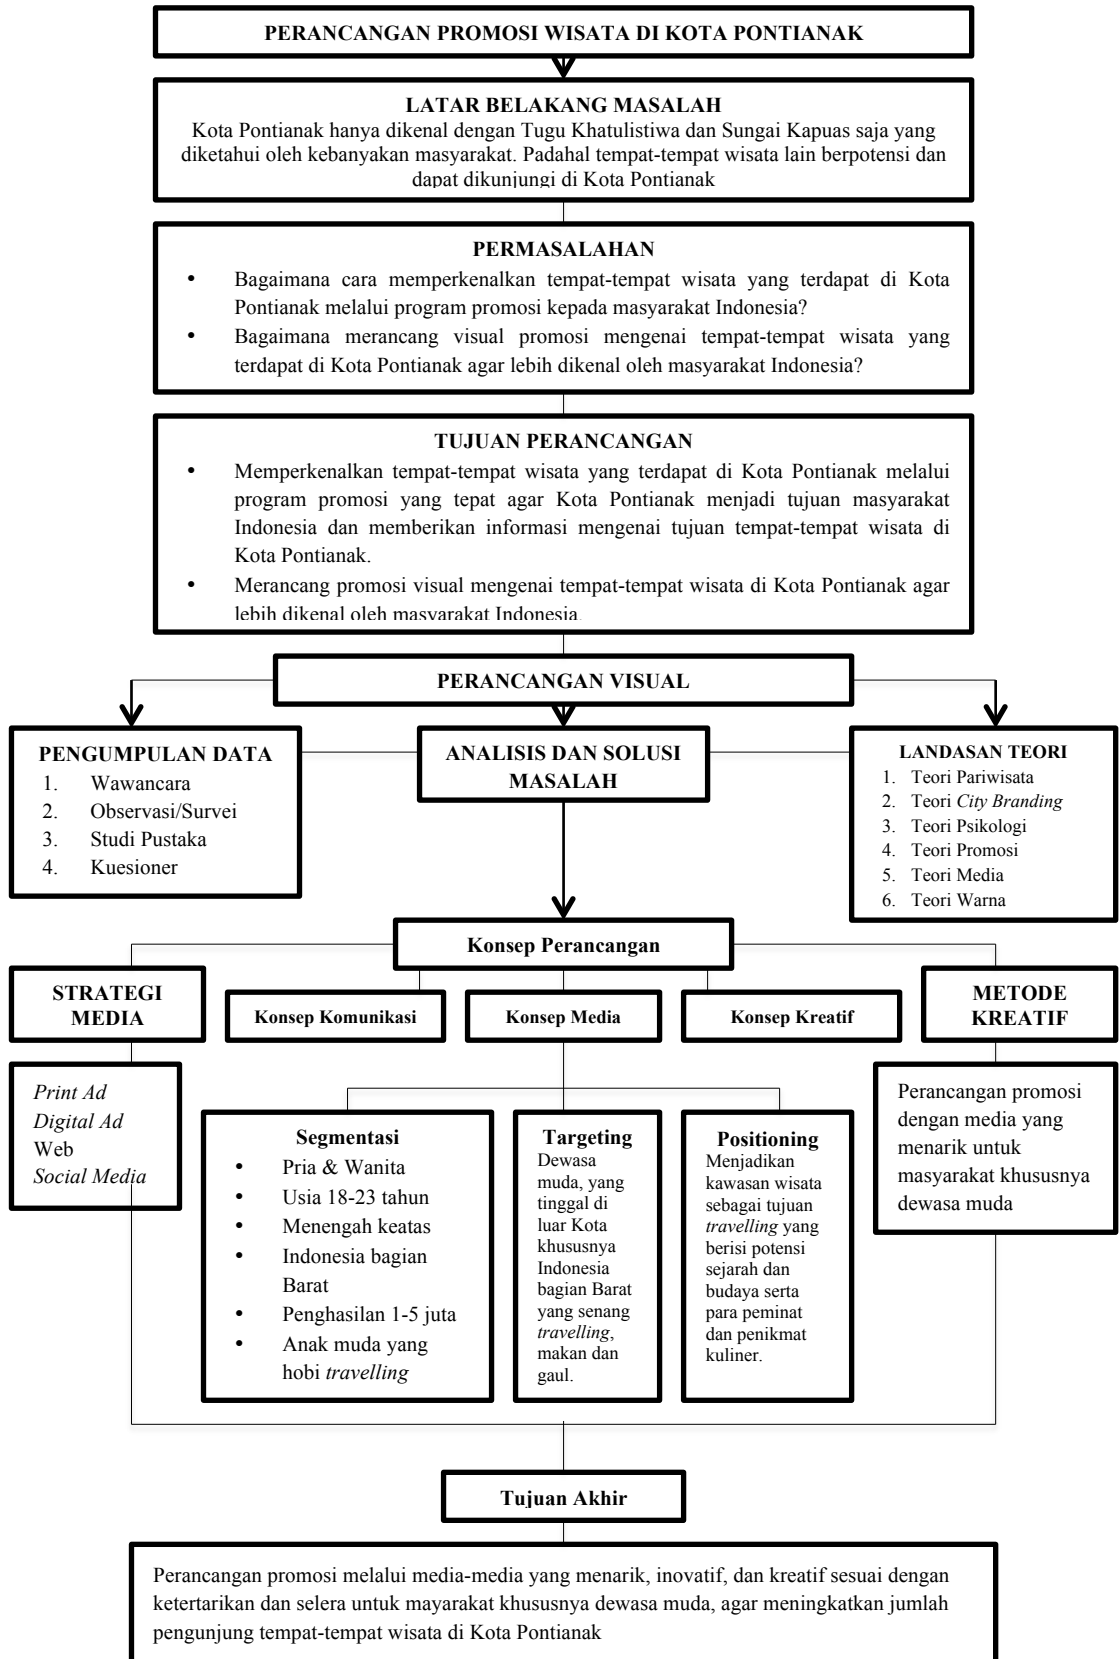 PERANCANGAN PROMOSI WISATA DI KOTA PONTIANAK
LATAR BELAKANG MASALAH
Kota Pontianak hanya dikenal dengan Tugu Khatulistiwa dan Sungai Kapuas saja yang
diketahui oleh kebanyakan masyarakat. Padahal tempat-tempat wisata lain berpotensi dan
dapat dikunjungi di Kota Pontianak
PERMASALAHAN
• Bagaimana cara memperkenalkan tempat-tempat wisata yang terdapat di Kota
Pontianak melalui program promosi kepada masyarakat Indonesia?
• Bagaimana merancang visual promosi mengenai tempat-tempat wisata yang
terdapat di Kota Pontianak agar lebih dikenal oleh masyarakat Indonesia?
TUJUAN PERANCANGAN
• Memperkenalkan tempat-tempat wisata yang terdapat di Kota Pontianak melalui
program promosi yang tepat agar Kota Pontianak menjadi tujuan masyarakat
Indonesia dan memberikan informasi mengenai tujuan tempat-tempat wisata di
Kota Pontianak.
• Merancang promosi visual mengenai tempat-tempat wisata di Kota Pontianak agar
lebih dikenal oleh masyarakat Indonesia.
PERANCANGAN VISUAL
PENGUMPULAN DATA
1. Wawancara
2. Observasi/Survei
3. Studi Pustaka
4. Kuesioner
ANALISIS DAN SOLUSI
MASALAH
LANDASAN TEORI
1. Teori Pariwisata
2. Teori City Branding
3. Teori Psikologi
4. Teori Promosi
5. Teori Media
6. Teori Warna
Konsep Perancangan
STRATEGI
MEDIA
Konsep Komunikasi
Konsep Media
Konsep Kreatif
METODE
KREATIF
Print Ad
Digital Ad
Web
Social Media
Segmentasi
• Pria & Wanita
• Usia 18-23 tahun
• Menengah keatas
• Indonesia bagian
Barat
• Penghasilan 1-5 juta
• Anak muda yang
hobi travelling
Targeting
Dewasa
muda, yang
tinggal di
luar Kota
khususnya
Indonesia
bagian Barat
yang senang
travelling,
makan dan
gaul.
Positioning
Menjadikan
kawasan wisata
sebagai tujuan
travelling yang
berisi potensi
sejarah dan
budaya serta
para peminat
dan penikmat
kuliner.
Perancangan promosi
dengan media yang
menarik untuk
masyarakat khususnya
dewasa muda
Tujuan Akhir
Perancangan promosi melalui media-media yang menarik, inovatif, dan kreatif sesuai dengan
ketertarikan dan selera untuk mayarakat khususnya dewasa muda, agar meningkatkan jumlah
pengunjung tempat-tempat wisata di Kota Pontianak